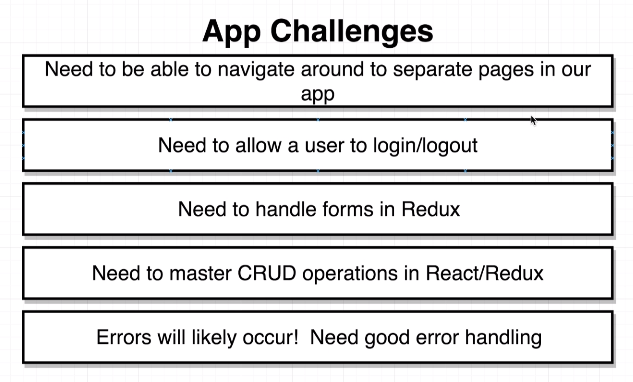 App Challenges
Need to be able to navigate around to separate pages in our
app
Need to allow a user to login/logout
Need to handle forms in Redux
Need to master CRUD operations in React/Redux
Errors will likely occur!  Need good error handling